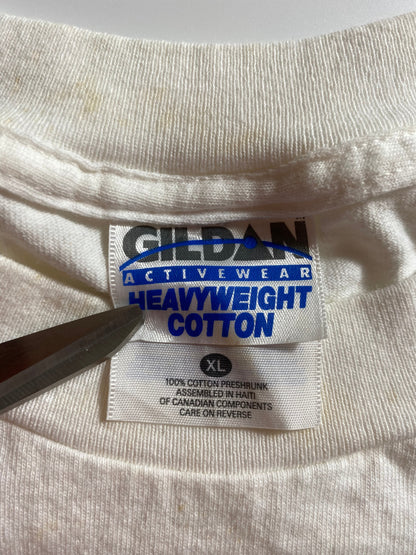 GILDAN
ACTIVEWEAR
HEAVYWEIGHT
COTTON
XL
100% COTTON PRESHRUNK
ASSEMBLED IN HAITI
OF CANADIAN COMPONENTS
CARE ON REVERSE